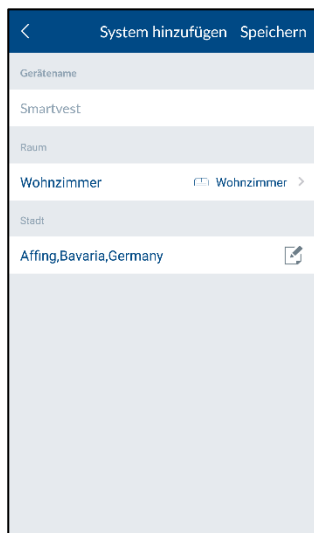 System hinzufügen Speichern
Gerätename
Smartvest
Raum
Wohnzimmer Wohnzimmer
Stadt
Affing,Bavaria,Germany